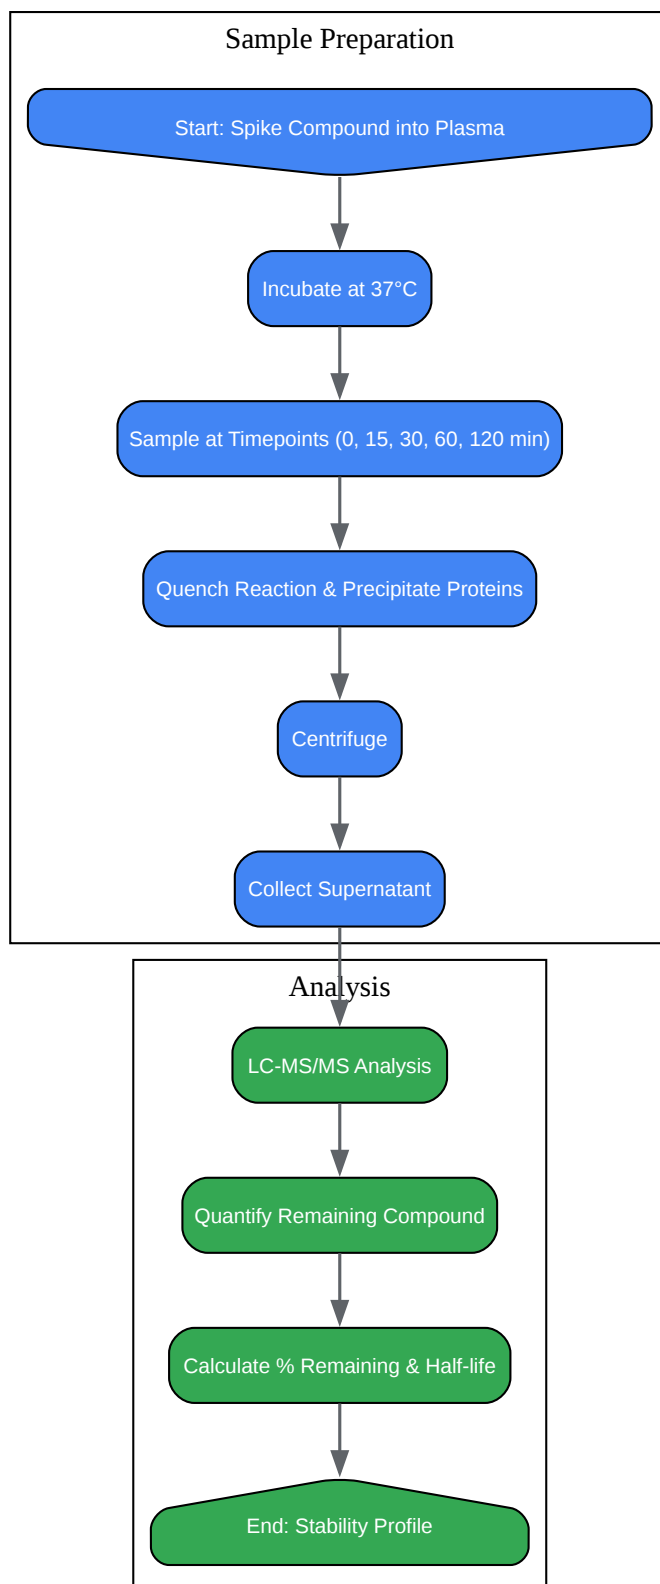 Sample Preparation
Start: Spike Compound into Plasma
Incubate at 37°C
Sample at Timepoints (0, 15, 30, 60, 120 min)
Quench Reaction & Precipitate Proteins
Centrifuge
Collect Supernatant
Analysis
LC-MS/MS Analysis
Quantify Remaining Compound
Calculate % Remaining & Half-life
End: Stability Profile